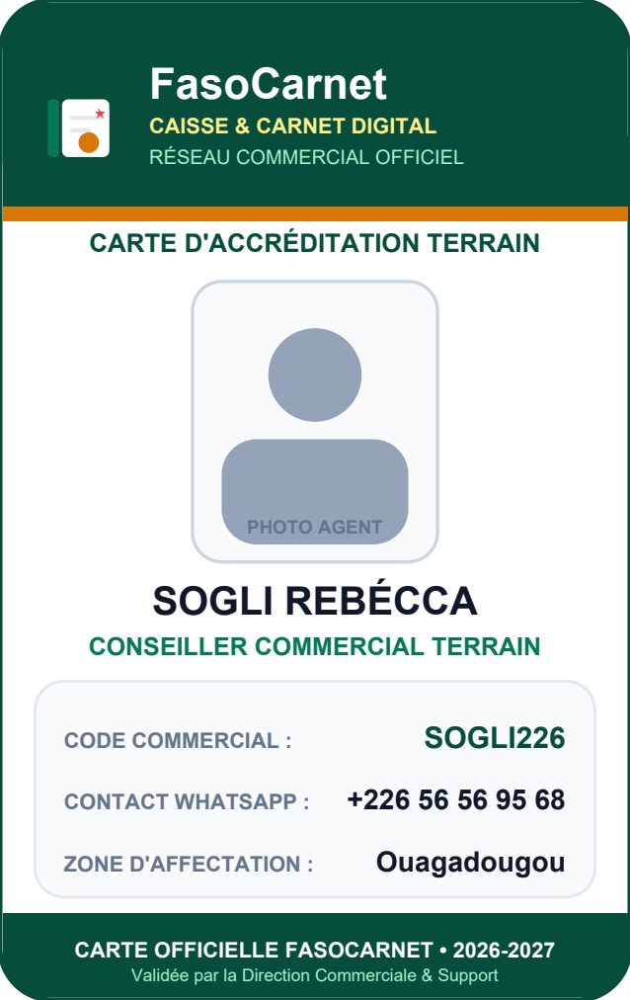 FasoCarnet
CAISSE & CARNET DIGITAL
RÉSEAU COMMERCIAL OFFICIEL
CARTE D'ACCRÉDITATION TERRAIN
PHOTO AGENT
SOGLI REBÉCCA
CONSEILLER COMMERCIAL TERRAIN
CODE COMMERCIAL : SOGLI226
CONTACT WHATSAPP : +226 56 56 95 68
ZONE D'AFFECTATION : Ouagadougou
CARTE OFFICIELLE FASOCARNET • 2026-2027
Validée par la Direction Commerciale & Support